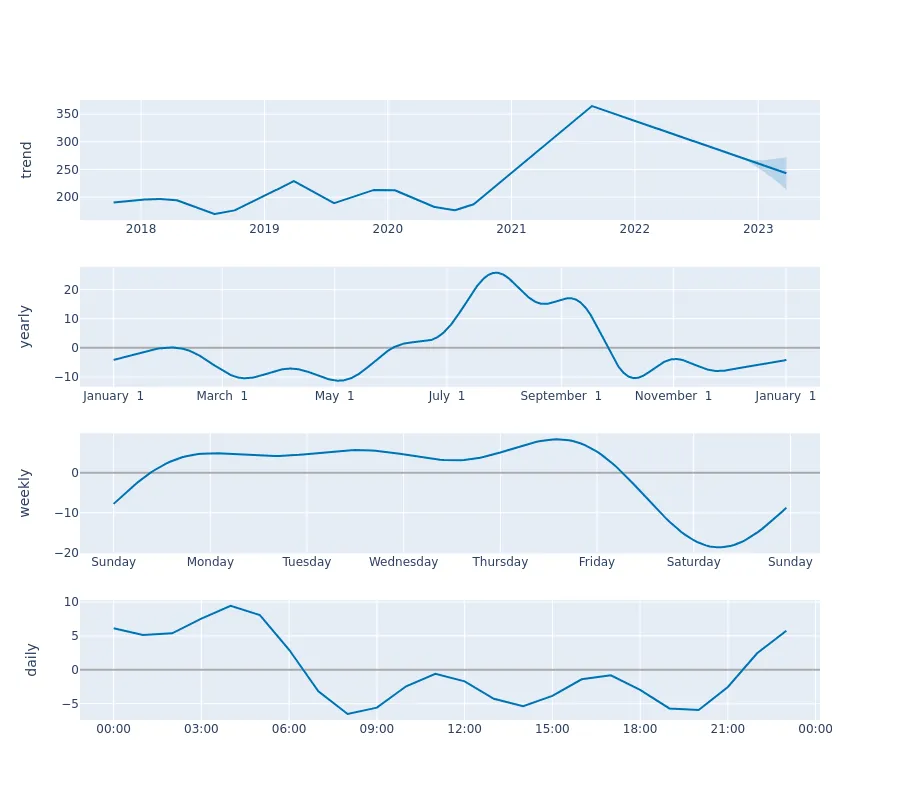 trend
350
300
250
200
2018 2019 2020 2021 2022 2023
yearly
20
10
0
−10
January 1 March 1 May 1 July 1 September 1 November 1 January 1
weekly
0
−10
−20
Sunday Monday Tuesday Wednesday Thursday Friday Saturday Sunday
daily
10
5
0
−5
00:00 03:00 06:00 09:00 12:00 15:00 18:00 21:00 00:00